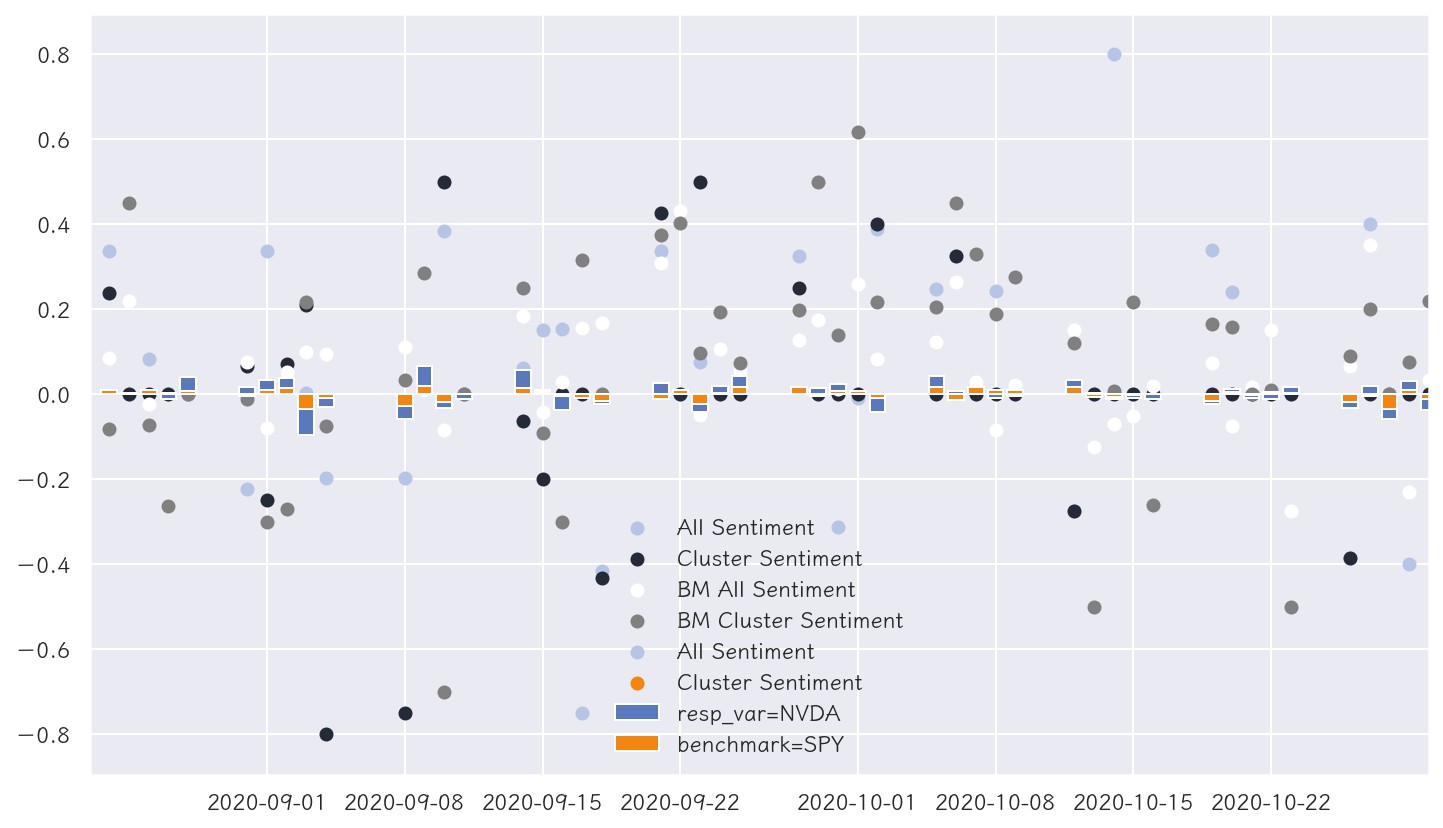 0.8
0.6
0.4
0.2
0.0
−0.2
−0.4
−0.6
−0.8
All Sentiment
Cluster Sentiment
BM All Sentiment
BM Cluster Sentiment
All Sentiment
Cluster Sentiment
resp_var=NVDA
benchmark=SPY
2020-09-01 2020-09-08 2020-09-15 2020-09-22 2020-10-01 2020-10-08 2020-10-15 2020-10-22